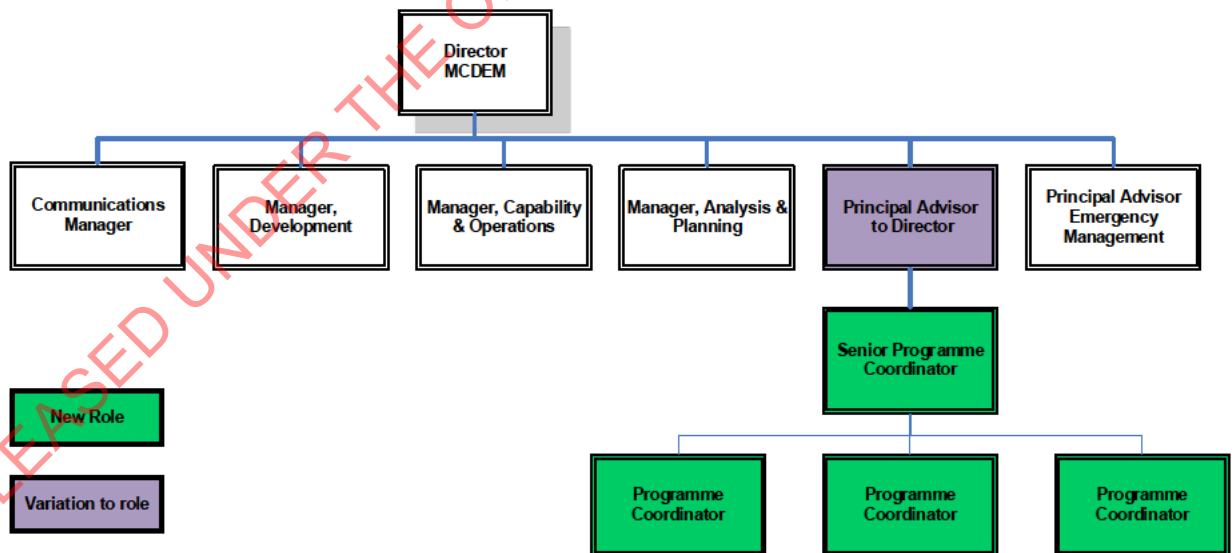 Director
MCDEM
Communications
Manager
Manager,
Development
Manager, Capability
& Operations
Manager, Analysis &
Planning
Principal Advisor
to Director
Principal Advisor
Emergency
Management
Senior Programme
Coordinator
New Role
Variation to role
Programme
Coordinator
Programme
Coordinator
Programme
Coordinator
EASED UNDER THE O